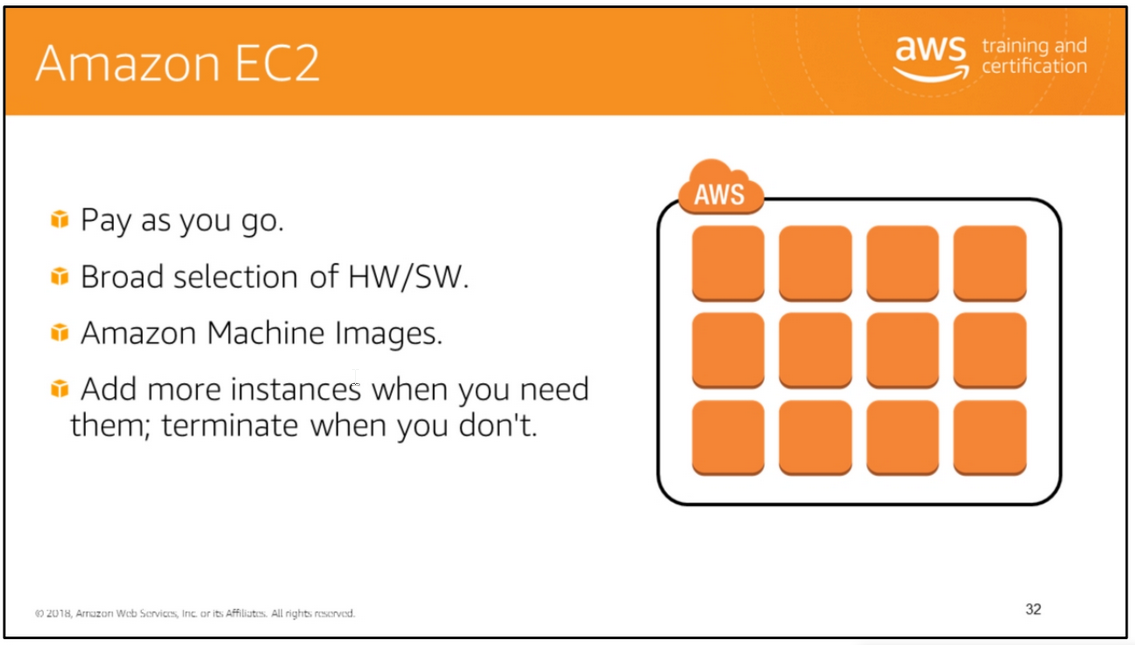 Amazon EC2
aws training and
certification
Pay as you go.
Broad selection of HW/SW.
Amazon Machine Images.
Add more instances when you need
them; terminate when you don't.
AWS
© 2018, Amazon Web Services, Inc. or its Affiliates. All rights reserved.
32